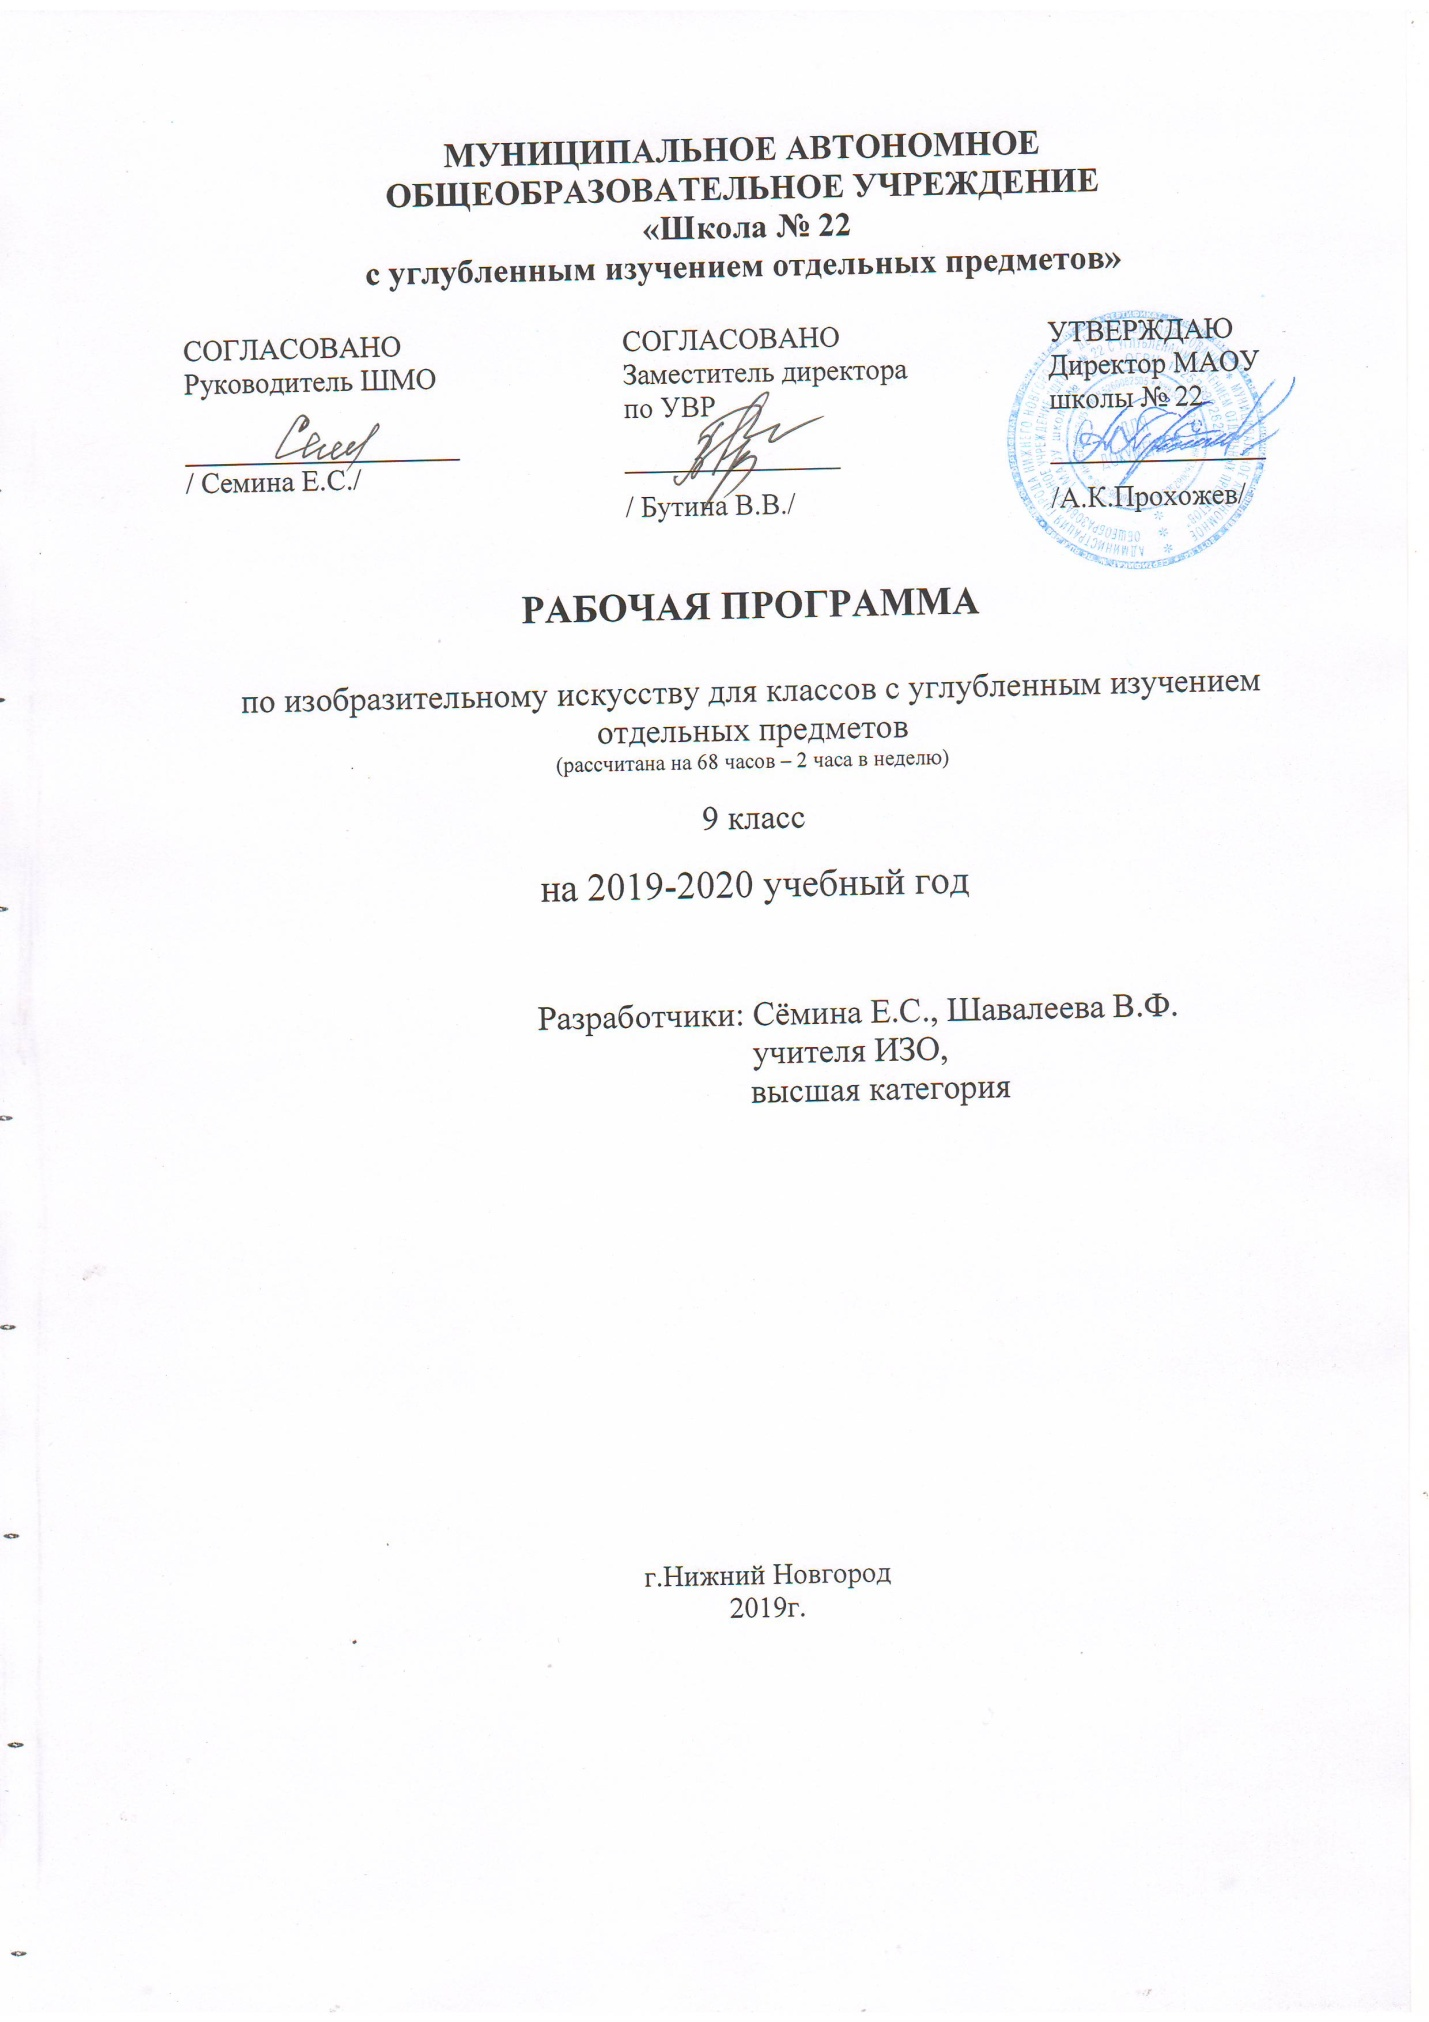 МУНИЦИПАЛЬНОЕ АВТОНОМНОЕ
ОБЩЕОБРАЗОВАТЕЛЬНОЕ УЧРЕЖДЕНИЕ
«Школа № 22
с углубленным изучением отдельных предметов»
СОГЛАСОВАНО
Руководитель ШМО
/ Семина Е.С./
СОГЛАСОВАНО
Заместитель директора
по УВР
/ Бутина В.В./
УТВЕРЖДАЮ
Директор МАОУ
школы № 22
/А.К.Прохожев/
РАБОЧАЯ ПРОГРАММА
по изобразительному искусству для классов с углубленным изучением
отдельных предметов
(рассчитана на 68 часов – 2 часа в неделю)
9 класс
на 2019-2020 учебный год
Разработчики: Сёмина Е.С., Шавалеева В.Ф.
учителя ИЗО,
высшая категория
г.Нижний Новгород
2019г.